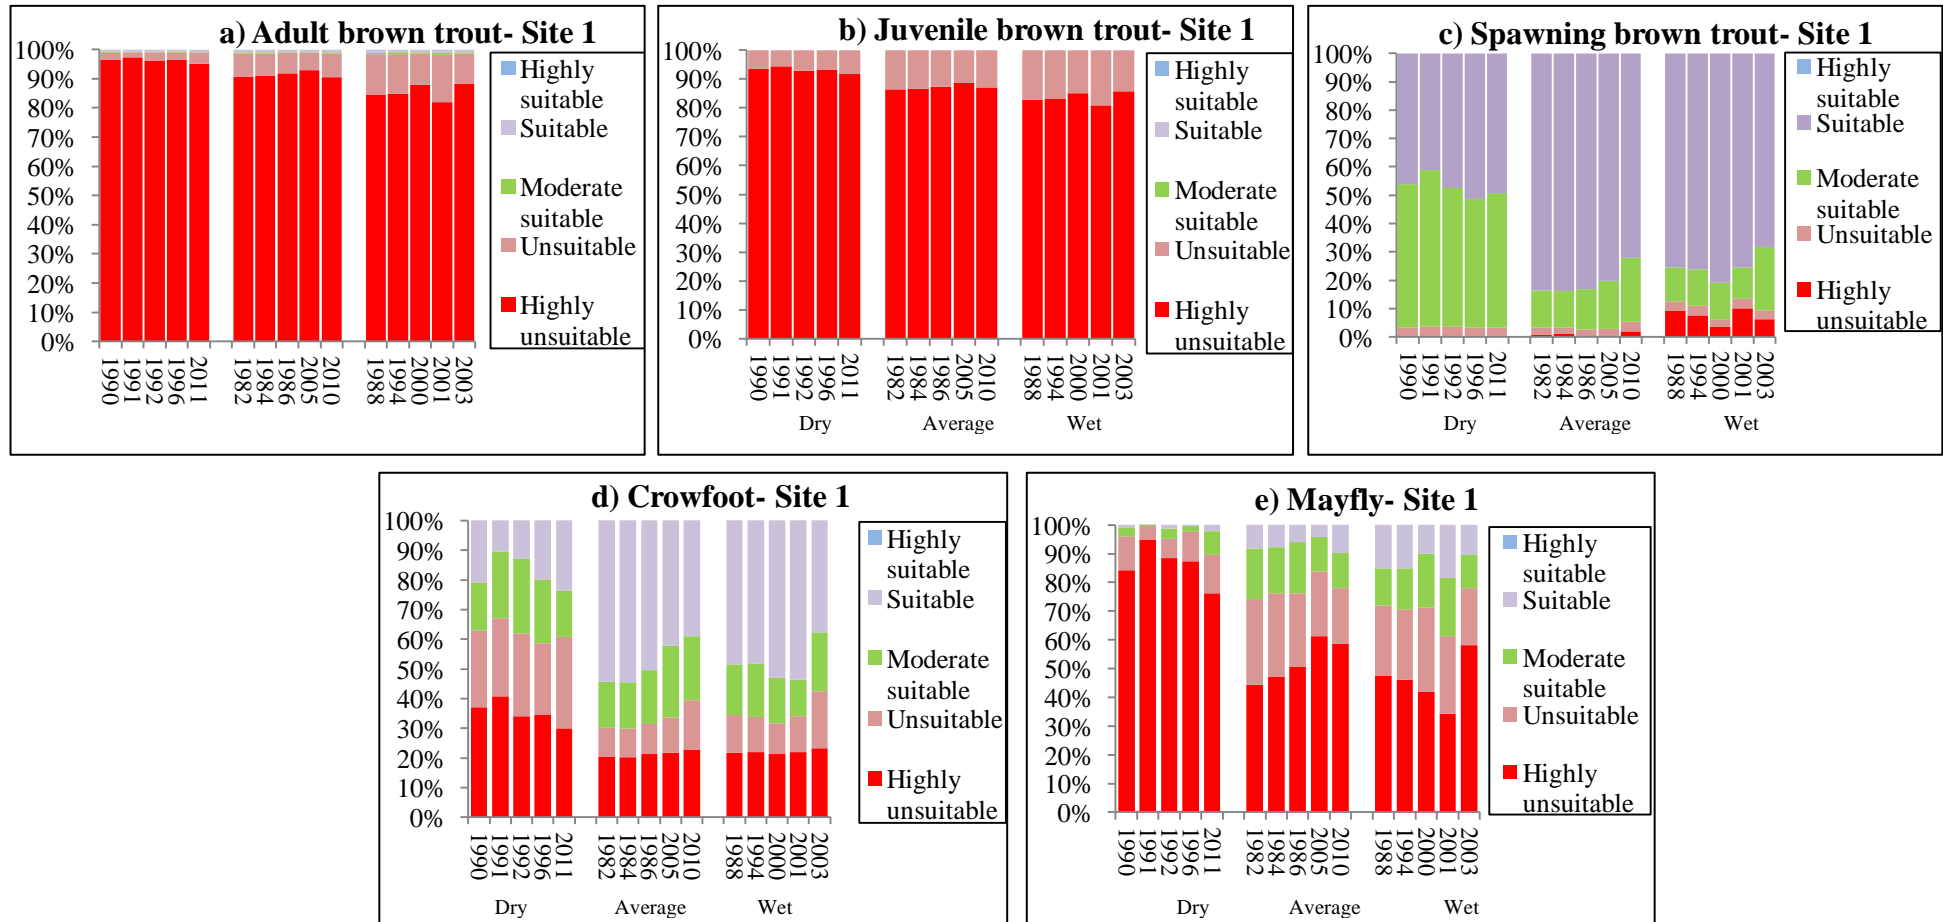 a) Adult brown trout- Site 1
100%
90%
80%
70%
60%
50%
40%
30%
20%
10%
0%
1990
1991
1992
1996
2011
1982
1984
1986
2005
2010
1988
1994
2000
2001
2003
Highly
suitable
Suitable
Moderate
suitable
Unsuitable
Highly
unsuitable
b) Juvenile brown trout- Site 1
100%
90%
80%
70%
60%
50%
40%
30%
20%
10%
0%
1990
1991
1992
1996
2011
1982
1984
1986
2005
2010
1988
1994
2000
2001
2003
Dry Average Wet
Highly
suitable
Suitable
Moderate
suitable
Unsuitable
Highly
unsuitable
c) Spawning brown trout- Site 1
100%
90%
80%
70%
60%
50%
40%
30%
20%
10%
0%
1990
1991
1992
1996
2011
1982
1984
1986
2005
2010
1988
1994
2000
2001
2003
Dry Average Wet
Highly
suitable
Suitable
Moderate
suitable
Unsuitable
Highly
unsuitable
d) Crowfoot- Site 1
100%
90%
80%
70%
60%
50%
40%
30%
20%
10%
0%
1990
1991
1992
1996
2011
1982
1984
1986
2005
2010
1988
1994
2000
2001
2003
Dry Average Wet
Highly
suitable
Suitable
Moderate
suitable
Unsuitable
Highly
unsuitable
e) Mayfly- Site 1
100%
90%
80%
70%
60%
50%
40%
30%
20%
10%
0%
1990
1991
1992
1996
2011
1982
1984
1986
2005
2010
1988
1994
2000
2001
2003
Dry Average Wet
Highly
suitable
Suitable
Moderate
suitable
Unsuitable
Highly
unsuitable